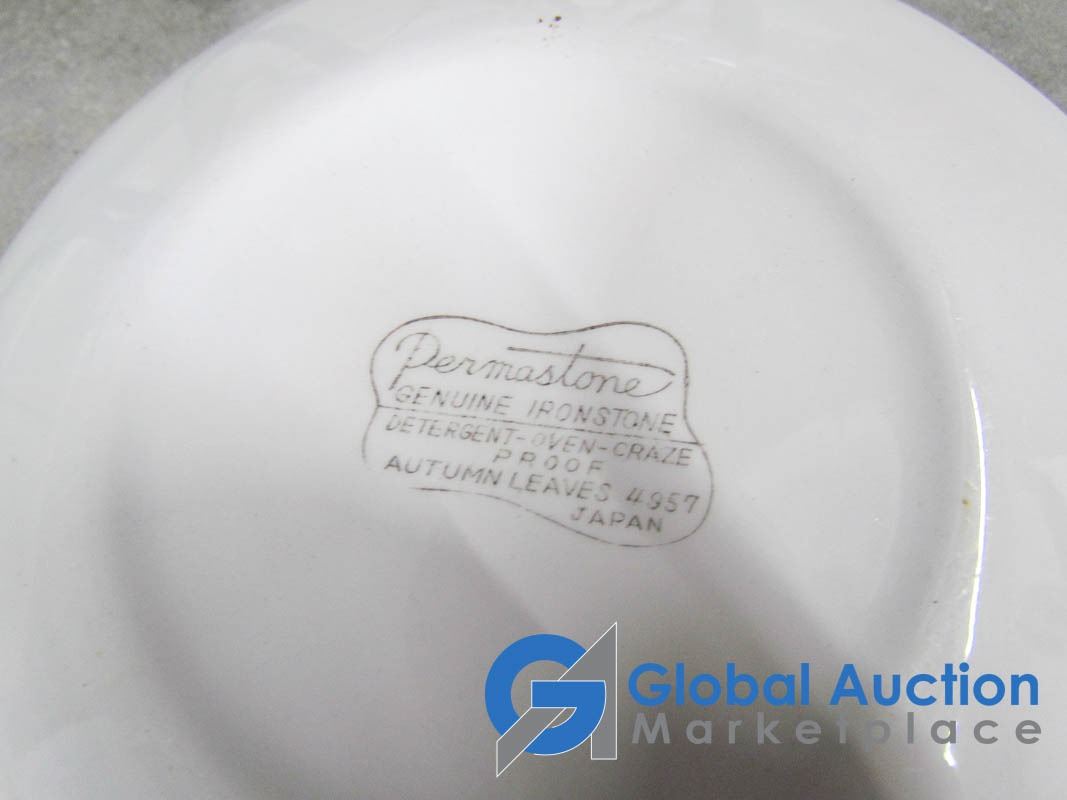 Permastone
GENUINE IRONSTONE
DETERGENT-OVEN-CRAZE
PROOF
AUTUMN LEAVES 4957
JAPAN
Global Auction
Marketplace